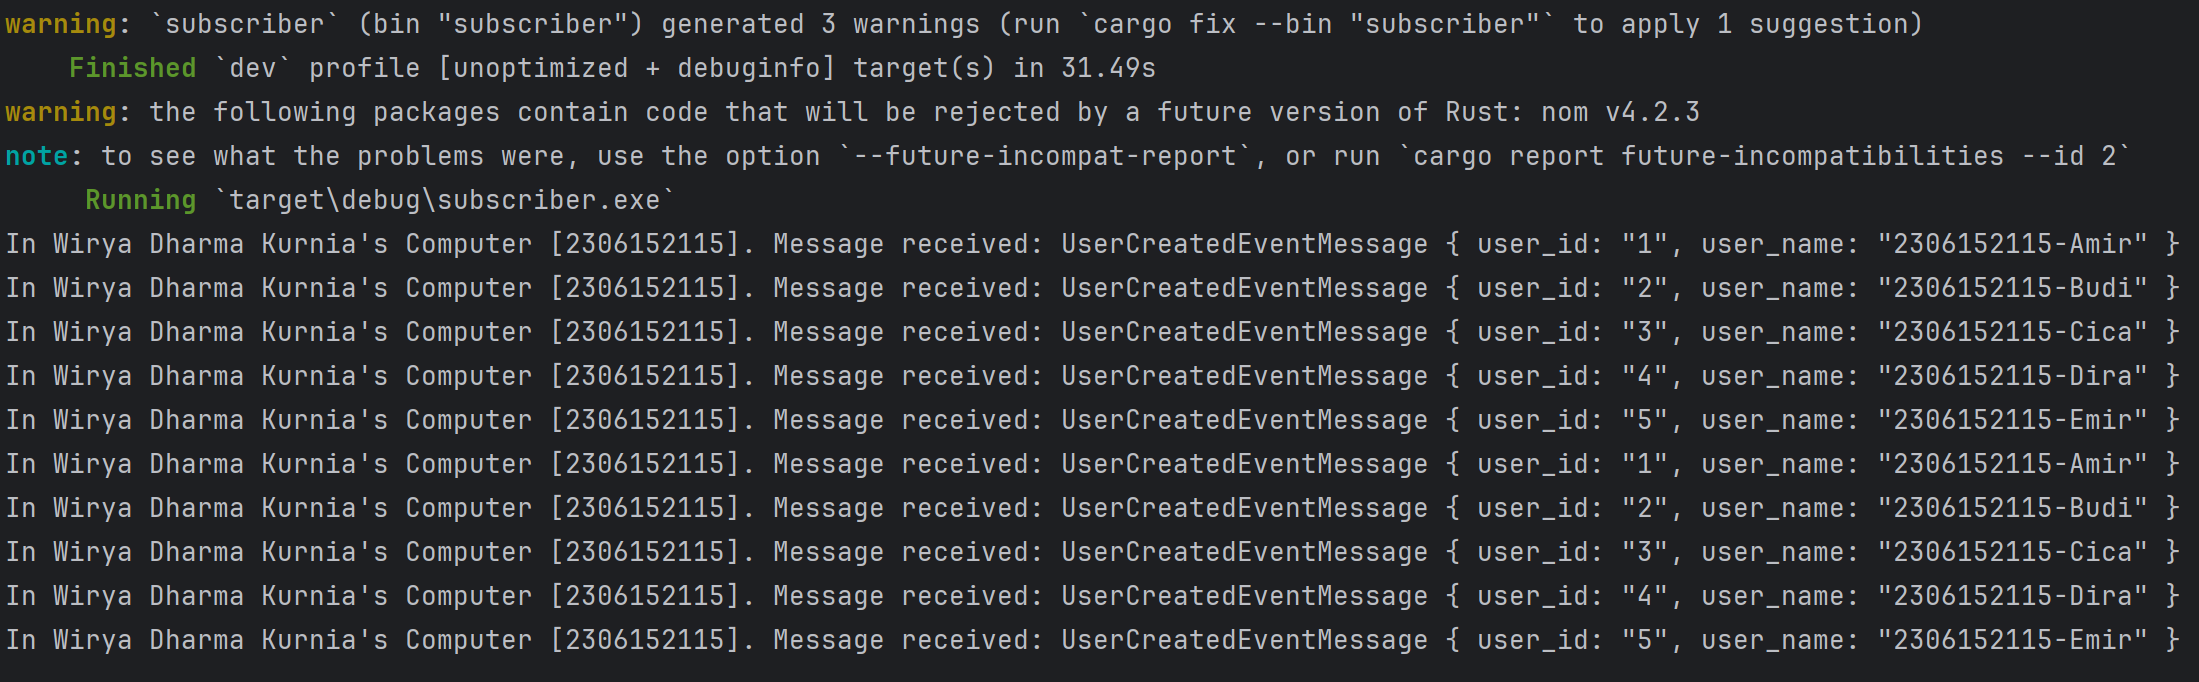 warning: `subscriber` (bin "subscriber") generated 3 warnings (run `cargo fix --bin "subscriber"` to apply 1 suggestion)
Finished `dev` profile [unoptimized + debuginfo] target(s) in 31.49s
warning: the following packages contain code that will be rejected by a future version of Rust: nom v4.2.3
note: to see what the problems were, use the option `--future-incompat-report`, or run `cargo report future-incompatibilities --id 2`
Running `target\debug\subscriber.exe`
In Wirya Dharma Kurnia's Computer [2306152115]. Message received: UserCreatedEventMessage { user_id: "1", user_name: "2306152115-Amir" }
In Wirya Dharma Kurnia's Computer [2306152115]. Message received: UserCreatedEventMessage { user_id: "2", user_name: "2306152115-Budi" }
In Wirya Dharma Kurnia's Computer [2306152115]. Message received: UserCreatedEventMessage { user_id: "3", user_name: "2306152115-Cica" }
In Wirya Dharma Kurnia's Computer [2306152115]. Message received: UserCreatedEventMessage { user_id: "4", user_name: "2306152115-Dira" }
In Wirya Dharma Kurnia's Computer [2306152115]. Message received: UserCreatedEventMessage { user_id: "5", user_name: "2306152115-Emir" }
In Wirya Dharma Kurnia's Computer [2306152115]. Message received: UserCreatedEventMessage { user_id: "1", user_name: "2306152115-Amir" }
In Wirya Dharma Kurnia's Computer [2306152115]. Message received: UserCreatedEventMessage { user_id: "2", user_name: "2306152115-Budi" }
In Wirya Dharma Kurnia's Computer [2306152115]. Message received: UserCreatedEventMessage { user_id: "3", user_name: "2306152115-Cica" }
In Wirya Dharma Kurnia's Computer [2306152115]. Message received: UserCreatedEventMessage { user_id: "4", user_name: "2306152115-Dira" }
In Wirya Dharma Kurnia's Computer [2306152115]. Message received: UserCreatedEventMessage { user_id: "5", user_name: "2306152115-Emir" }